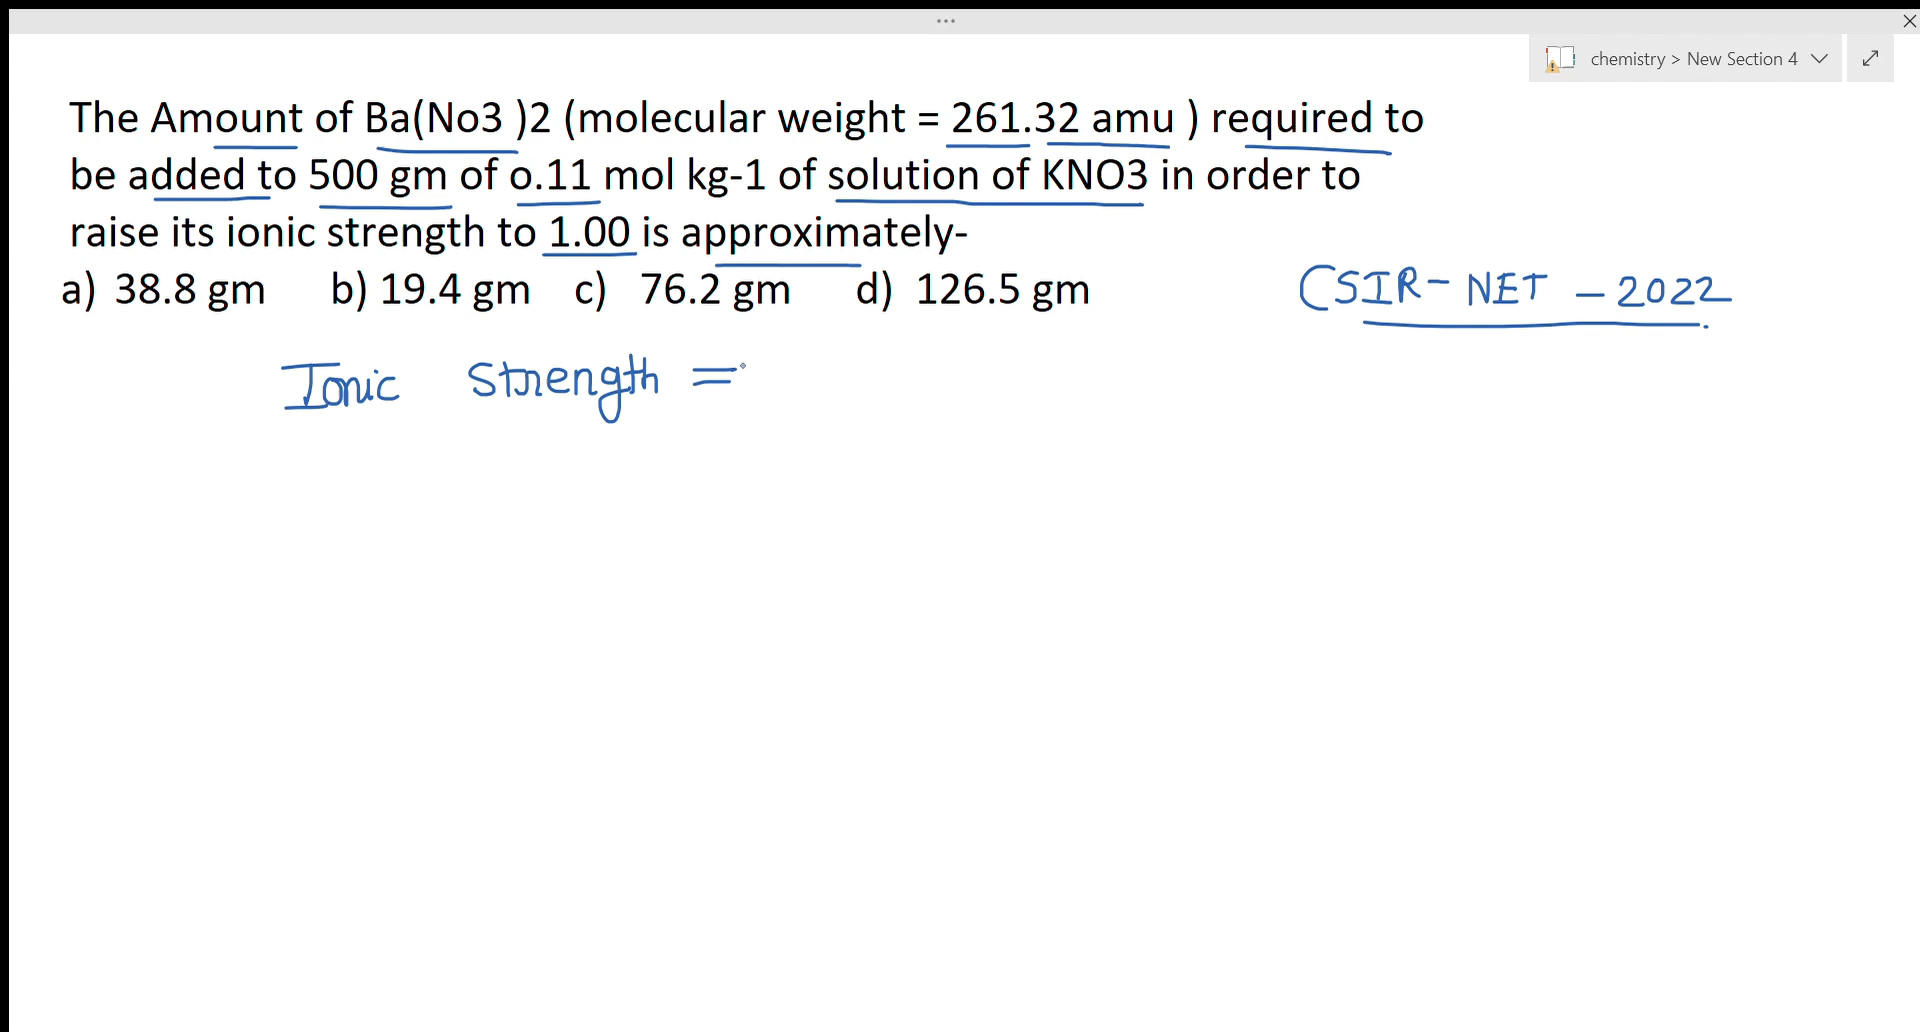 ...
chemistry > New Section 4
The Amount of Ba(No3 )2 (molecular weight = 261.32 amu ) required to
be added to 500 gm of o.11 mol kg-1 of solution of KNO3 in order to
raise its ionic strength to 1.00 is approximately-
a) 38.8 gm b) 19.4 gm c) 76.2 gm d) 126.5 gm
CSIR- NET - 2022
Ionic Strength =